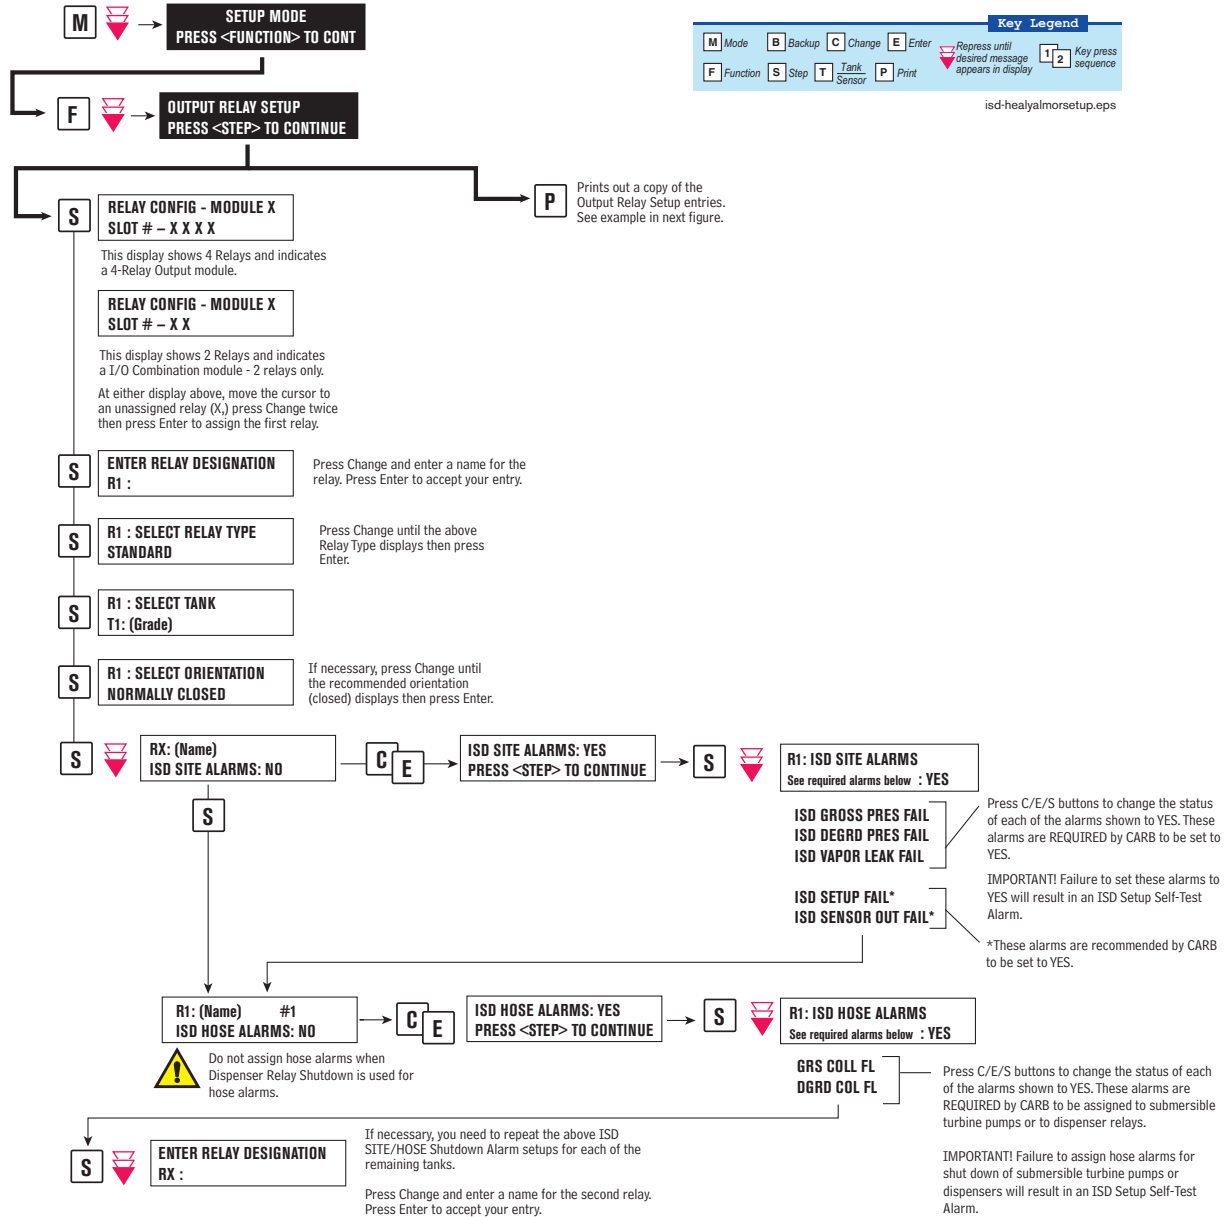 M
SETUP MODE
PRESS <FUNCTION> TO CONT
Key Legend
M Mode B Backup C Change E Enter
F Function S Step T Tank Sensor P Print
Repress until
desired message
appears in display
1 2 Key press
sequence
isd-healyalmorsetup.eps
F
OUTPUT RELAY SETUP
PRESS <STEP> TO CONTINUE
P
Prints out a copy of the
Output Relay Setup entries.
See example in next figure.
S
RELAY CONFIG - MODULE X
SLOT # – X X X X
This display shows 4 Relays and indicates
a 4-Relay Output module.
RELAY CONFIG - MODULE X
SLOT # – X X
This display shows 2 Relays and indicates
a I/O Combination module - 2 relays only.
At either display above, move the cursor to
an unassigned relay (X,) press Change twice
then press Enter to assign the first relay.
S
ENTER RELAY DESIGNATION
R1 :
Press Change and enter a name for the
relay. Press Enter to accept your entry.
S
R1 : SELECT RELAY TYPE
STANDARD
Press Change until the above
Relay Type displays then press
Enter.
S
R1 : SELECT TANK
T1: (Grade)
S
R1 : SELECT ORIENTATION
NORMALLY CLOSED
If necessary, press Change until
the recommended orientation
(closed) displays then press Enter.
S
RX: (Name)
ISD SITE ALARMS: NO
C E
ISD SITE ALARMS: YES
PRESS <STEP> TO CONTINUE
S
R1: ISD SITE ALARMS
See required alarms below : YES
S
ISD GROSS PRES FAIL
ISD DEGRD PRES FAIL
ISD VAPOR LEAK FAIL
Press C/E/S buttons to change the status
of each of the alarms shown to YES. These
alarms are REQUIRED by CARB to be set to
YES.
IMPORTANT! Failure to set these alarms to
YES will result in an ISD Setup Self-Test
Alarm.
ISD SETUP FAIL*
ISD SENSOR OUT FAIL*
*These alarms are recommended by CARB
to be set to YES.
R1: (Name) #1
ISD HOSE ALARMS: NO
C E
ISD HOSE ALARMS: YES
PRESS <STEP> TO CONTINUE
S
R1: ISD HOSE ALARMS
See required alarms below : YES
Do not assign hose alarms when
Dispenser Relay Shutdown is used for
hose alarms.
GRS COLL FL
DGRD COL FL
Press C/E/S buttons to change the status of each
of the alarms shown to YES. These alarms are
REQUIRED by CARB to be assigned to submersible
turbine pumps or to dispenser relays.
IMPORTANT! Failure to assign hose alarms for
shut down of submersible turbine pumps or
dispensers will result in an ISD Setup Self-Test
Alarm.
S
ENTER RELAY DESIGNATION
RX :
If necessary, you need to repeat the above ISD
SITE/HOSE Shutdown Alarm setups for each of the
remaining tanks.
Press Change and enter a name for the second relay.
Press Enter to accept your entry.